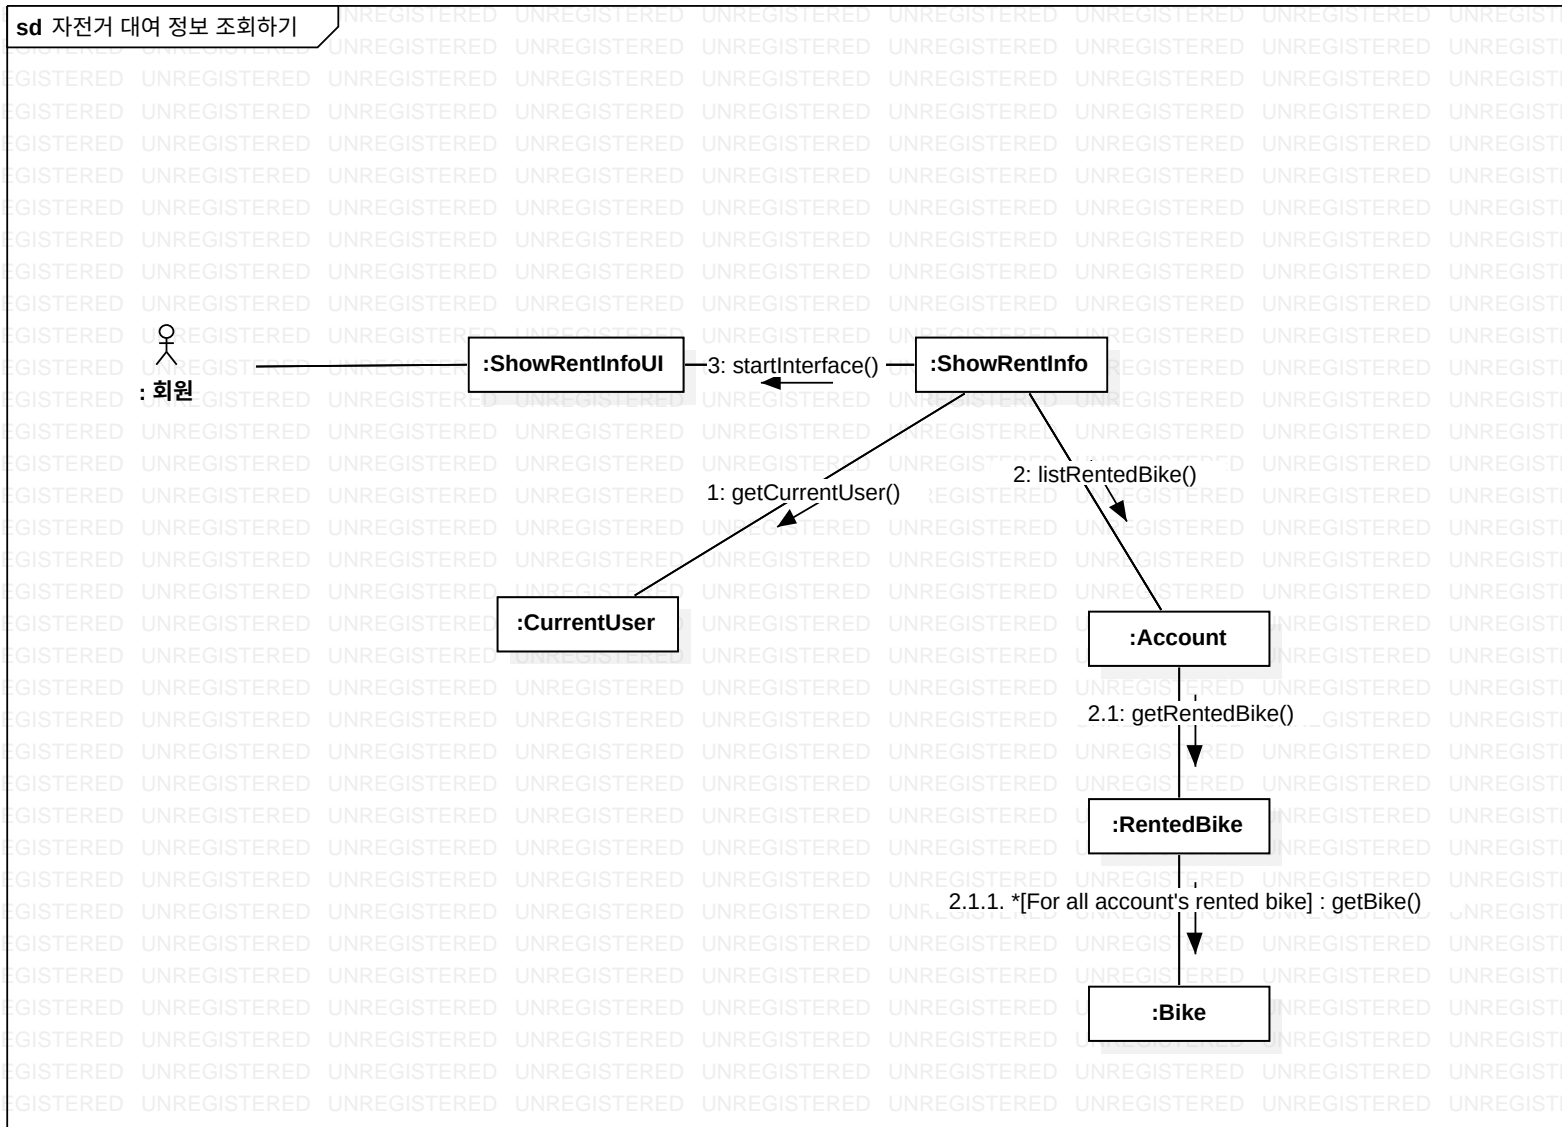 sd 자전거 대여 정보 조회하기
: 회원
:ShowRentInfoUI
3: startInterface()
:ShowRentInfo
1: getCurrentUser()
2: listRentedBike()
:CurrentUser
:Account
2.1: getRentedBike()
:RentedBike
2.1.1. *[For all account's rented bike] : getBike()
:Bike
UNREGISTERED